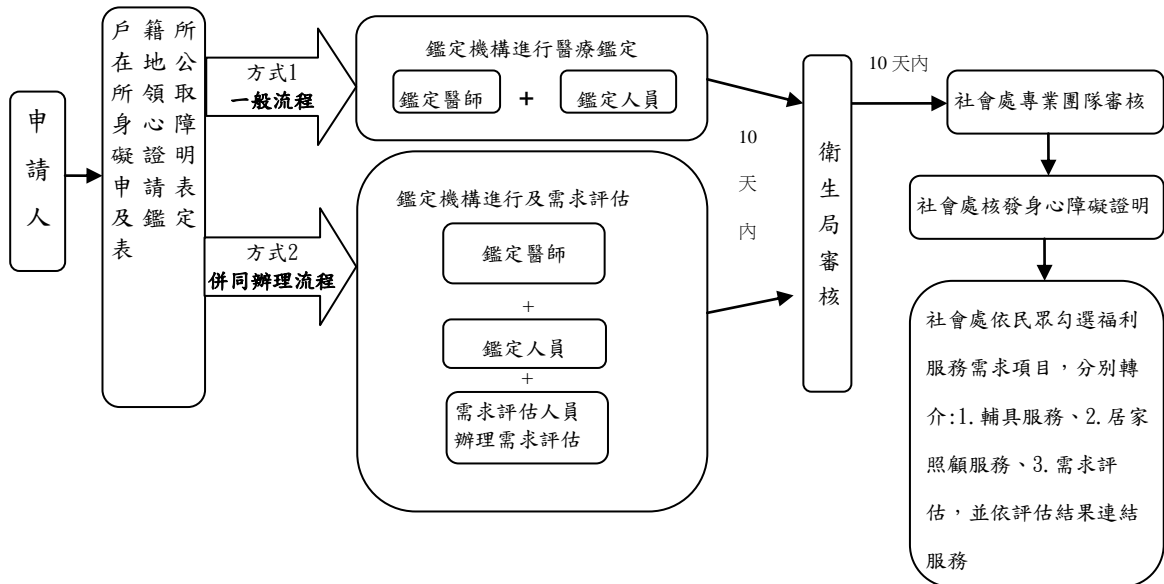 申請人
戶籍所
在地公
所領取
身心障
礙證明
申請表
及鑑定
表
方式1
一般流程
方式2
併同辦理流程
鑑定機構進行醫療鑑定
鑑定醫師
+
鑑定人員
鑑定機構進行及需求評估
鑑定醫師
+
鑑定人員
+
需求評估人員
辦理需求評估
10
天
內
衛生局審核
10 天內
社會處專業團隊審核
社會處核發身心障礙證明
社會處依民眾勾選福利
服務需求項目，分別轉
介:1.輔具服務、2.居家
照顧服務、3.需求評
估，並依評估結果連結
服務